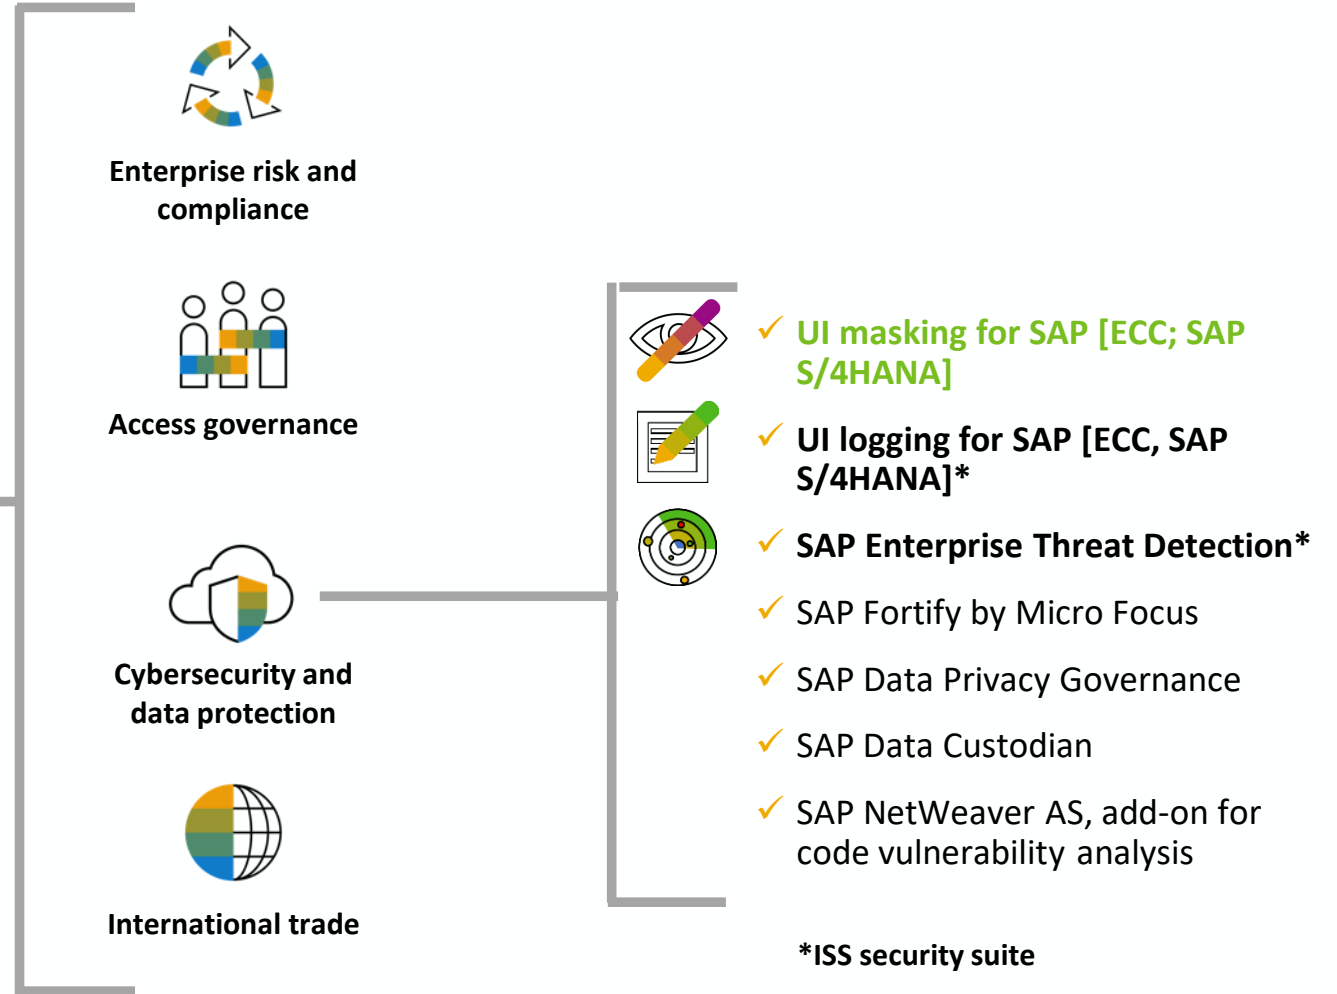 Enterprise risk and
compliance
Access governance
Cybersecurity and
data protection
International trade
UI masking for SAP [ECC; SAP
S/4HANA]
UI logging for SAP [ECC, SAP
S/4HANA]*
SAP Enterprise Threat Detection*
SAP Fortify by Micro Focus
SAP Data Privacy Governance
SAP Data Custodian
SAP NetWeaver AS, add-on for
code vulnerability analysis
*ISS security suite